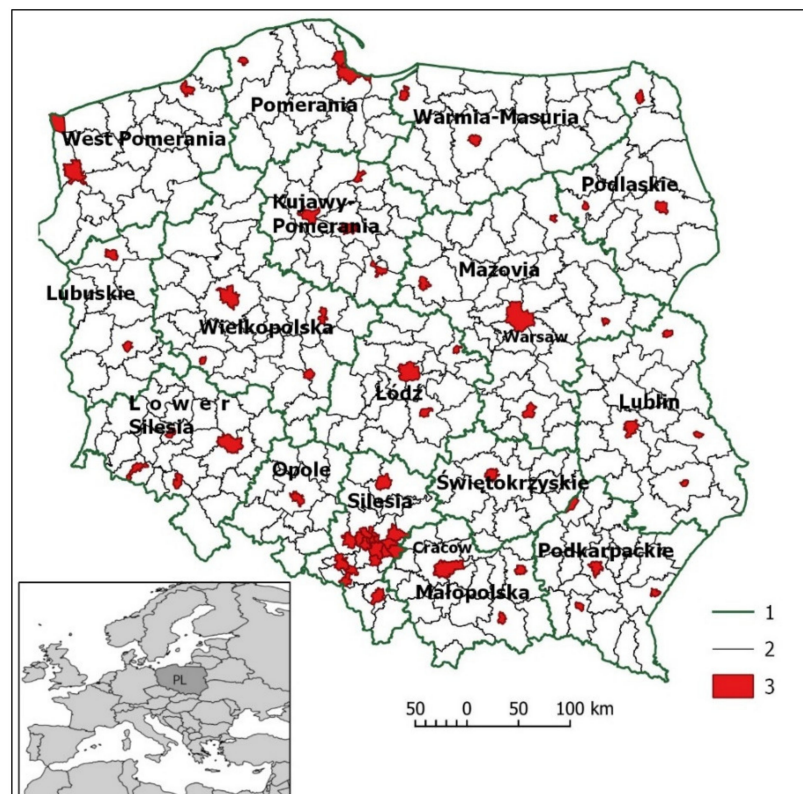 Pomerania
Warmia-Masuria
West Pomerania
Podlaskie
Kujawy-
Pomerania
Mazovia
Lubuskie
Wielkopolska
Warsaw
Łódź
Lublin
Lower
Silesia
Opole
Silesia
Świętokrzyskie
Cracow
Podkarpackie
Małopolska
PL
1
2
3
50 0 50 100 km